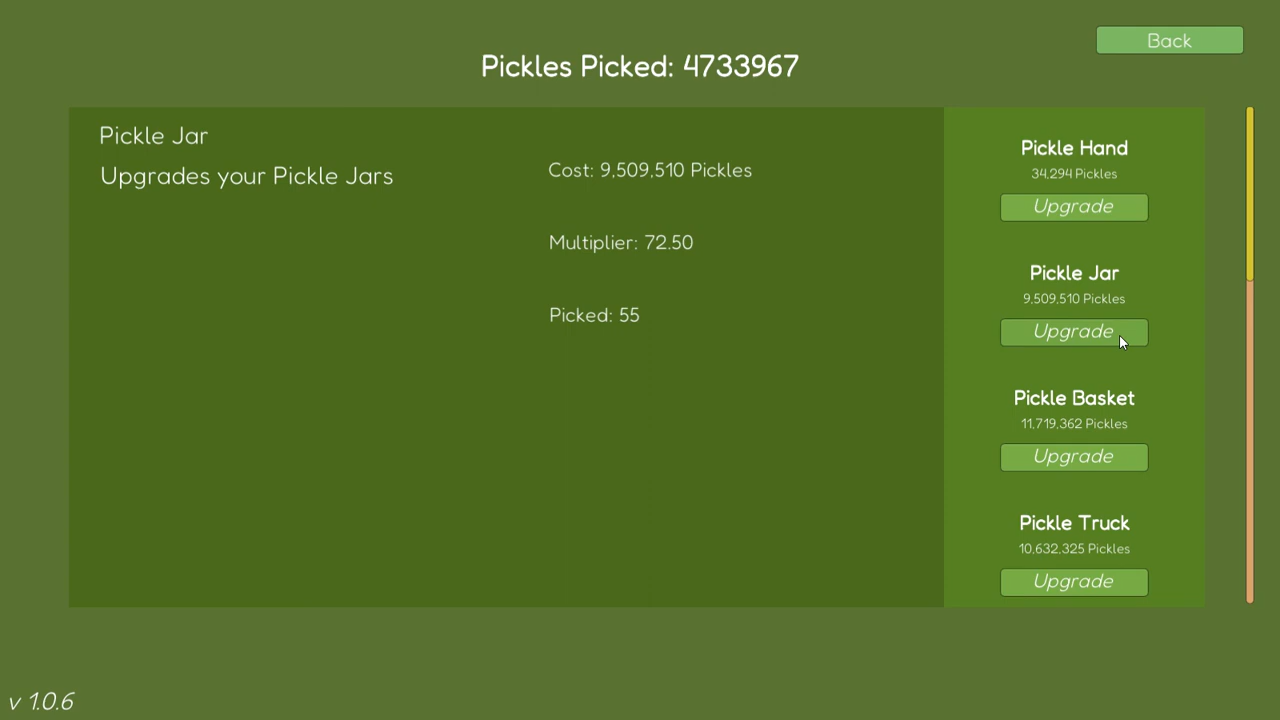 Back
Pickles Picked: 4733967
Pickle Jar
Upgrades your Pickle Jars
Cost: 9,509,510 Pickles
Multiplier: 72.50
Picked: 55
Pickle Hand
34,294 Pickles
Upgrade
Pickle Jar
9,509,510 Pickles
Upgrade
Pickle Basket
11,719,362 Pickles
Upgrade
Pickle Truck
10,632,325 Pickles
Upgrade
v 1.0.6